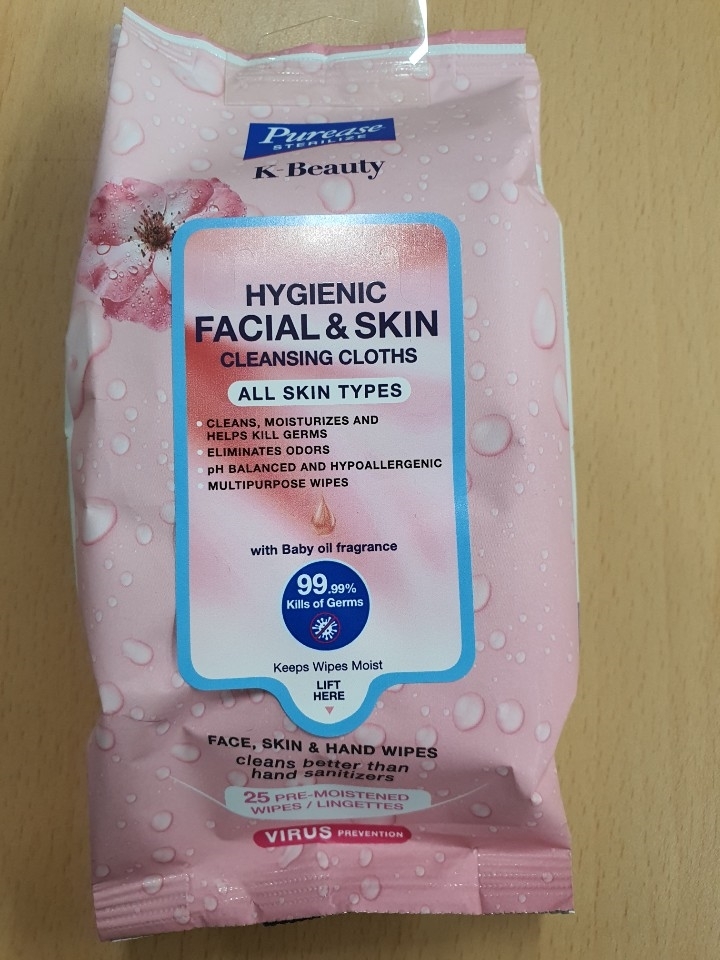 Purease
STERILIZE
K-Beauty
HYGIENIC
FACIAL & SKIN
CLEANSING CLOTHS
ALL SKIN TYPES
• CLEANS, MOISTURIZES AND
HELPS KILL GERMS
• ELIMINATES ODORS
• pH BALANCED AND HYPOALLERGENIC
• MULTIPURPOSE WIPES
with Baby oil fragrance
99.99%
Kills of Germs
Keeps Wipes Moist
LIFT
HERE
FACE, SKIN & HAND WIPES
cleans better than
hand sanitizers
25 PRE-MOISTENED
WIPES / LINGETTES
VIRUS PREVENTION